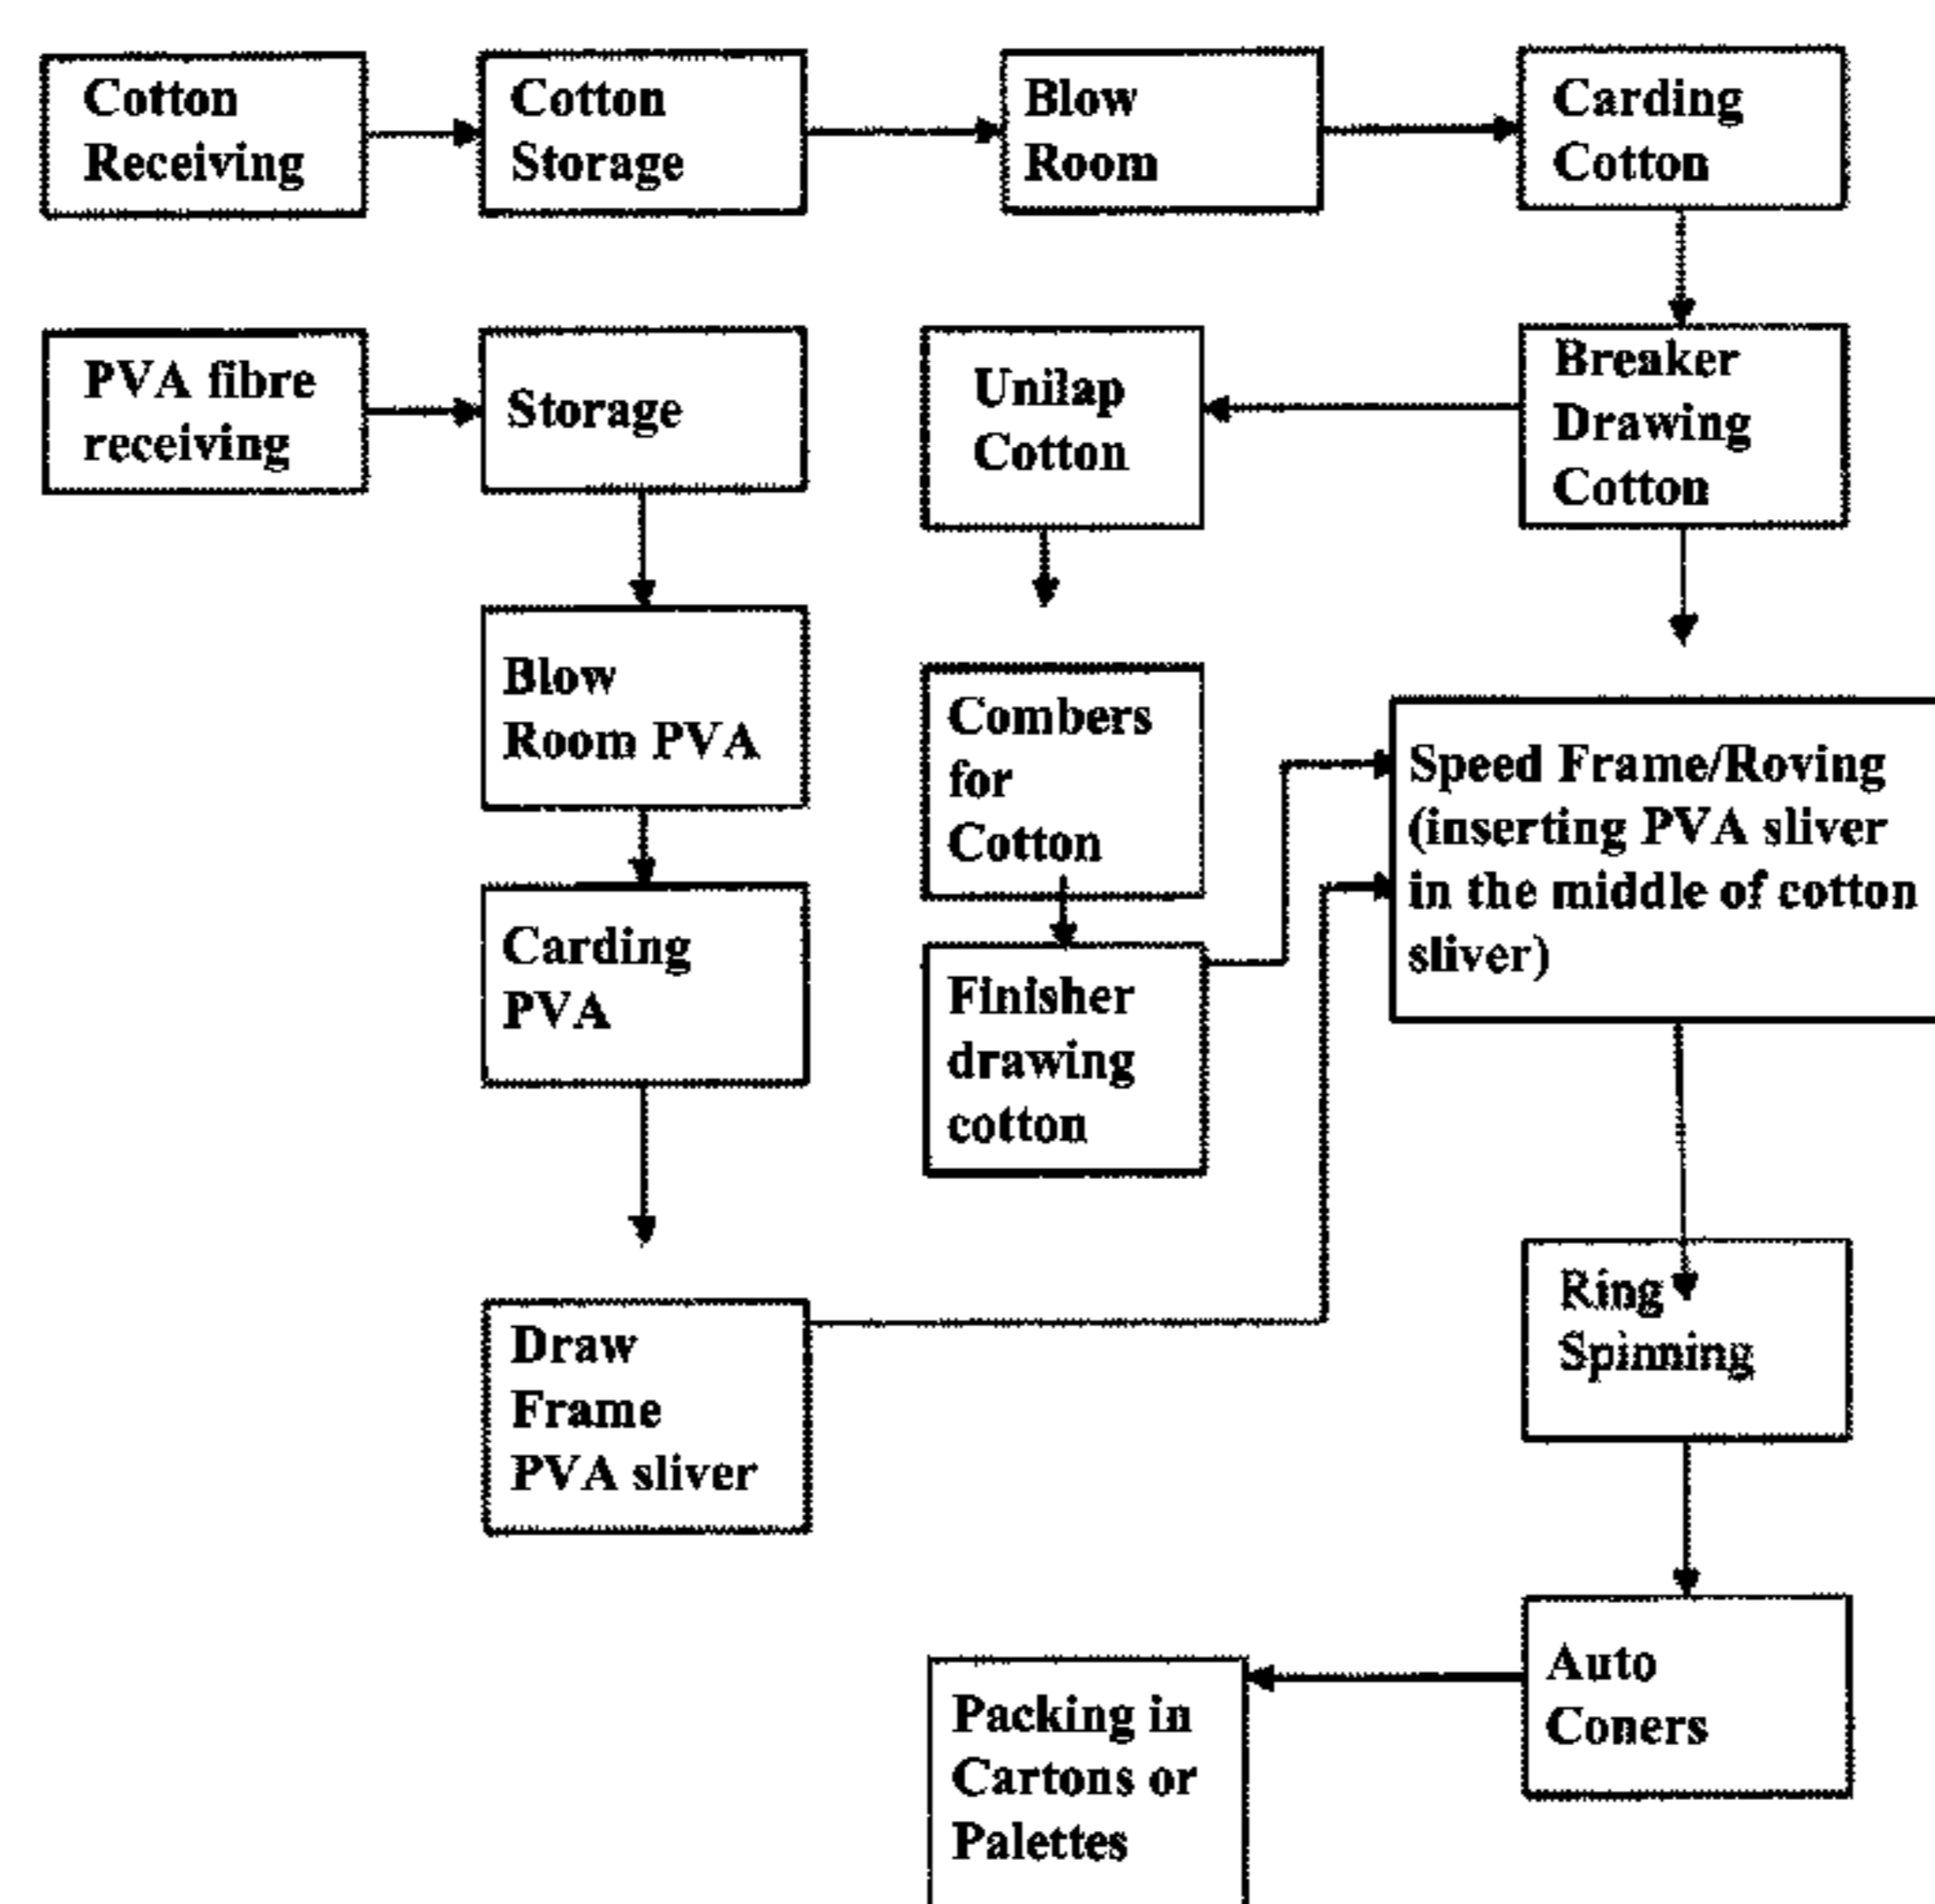 Cotton
Receiving
Cotton
Storage
Blow
Room
Carding
Cotton
PVA fibre
receiving
Storage
Unilap
Cotton
Breaker
Drawing
Cotton
Blow
Room PVA
Combers
for
Cotton
Speed Frame/Roving
(inserting PVA sliver
in the middle of cotton
sliver)
Carding
PVA
Finisher
drawing
cotton
Draw
Frame
PVA sliver
Ring
Spinning
Auto
Coners
Packing in
Cartons or
Palettes